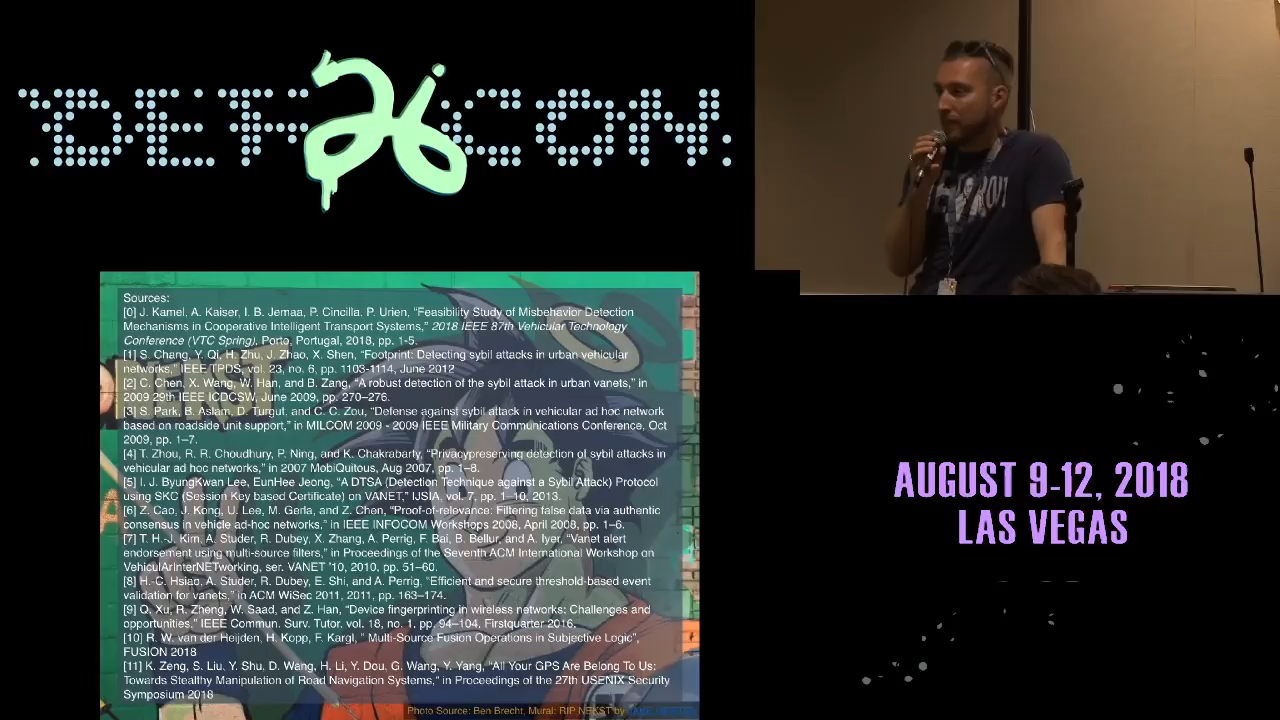 DEF 26 CON
Sources:
[0] J. Kamel, A. Kaiser, I. B. Jemaa, P. Cincilla, P. Urien, “Feasibility Study of Misbehavior Detection
Mechanisms in Cooperative Intelligent Transport Systems,” 2018 IEEE 87th Vehicular Technology
Conference (VTC Spring), Porto, Portugal, 2018, pp. 1-5.
[1] S. Chang, Y. Qi, H. Zhu, J. Zhao, X. Shen, “Footprint: Detecting sybil attacks in urban vehicular
networks,” IEEE TPDS, vol. 23, no. 6, pp. 1103-1114, June 2012
[2] C. Chen, X. Wang, W. Han, and B. Zang, “A robust detection of the sybil attack in urban vanets,” in
2009 29th IEEE ICDCSW, June 2009, pp. 270–276.
[3] S. Park, B. Aslam, D. Turgut, and C. C. Zou, “Defense against sybil attack in vehicular ad hoc network
based on roadside unit support,” in MILCOM 2009 - 2009 IEEE Military Communications Conference, Oct
2009, pp. 1–7.
[4] T. Zhou, R. R. Choudhury, P. Ning, and K. Chakrabarty, “Privacypreserving detection of sybil attacks in
vehicular ad hoc networks,” in 2007 MobiQuitous, Aug 2007, pp. 1–8.
[5] I. J. ByungKwan Lee, EunHee Jeong, “A DTSA (Detection Technique against a Sybil Attack) Protocol
using SKC (Session Key based Certificate) on VANET,” IJSIA, vol. 7, pp. 1–10, 2013.
[6] Z. Cao, J. Kong, U. Lee, M. Gerla, and Z. Chen, “Proof-of-relevance: Filtering false data via authentic
consensus in vehicle ad-hoc networks,” in IEEE INFOCOM Workshops 2008, April 2008, pp. 1–6.
[7] T. H.-J. Kim, A. Studer, R. Dubey, X. Zhang, A. Perrig, F. Bai, B. Bellur, and A. Iyer, “Vanet alert
endorsement using multi-source filters,” in Proceedings of the Seventh ACM International Workshop on
VehiculArInterNETworking, ser. VANET ’10, 2010, pp. 51–60.
[8] H.-C. Hsiao, A. Studer, R. Dubey, E. Shi, and A. Perrig, “Efficient and secure threshold-based event
validation for vanets,” in ACM WiSec 2011, 2011, pp. 163–174.
[9] Q. Xu, R. Zheng, W. Saad, and Z. Han, “Device fingerprinting in wireless networks: Challenges and
opportunities,” IEEE Commun. Surv. Tutor, vol. 18, no. 1, pp. 94–104, Firstquarter 2016.
[10] R. W. van der Heijden, H. Kopp, F. Kargl, “ Multi-Source Fusion Operations in Subjective Logic”,
FUSION 2018
[11] K. Zeng, S. Liu, Y. Shu, D. Wang, H. Li, Y. Dou, G. Wang, Y. Yang, “All Your GPS Are Belong To Us:
Towards Stealthy Manipulation of Road Navigation Systems,” in Proceedings of the 27th USENIX Security
Symposium 2018
Photo Source: Ben Brecht, Mural: RIP NEKST by
AUGUST 9-12, 2018
LAS VEGAS